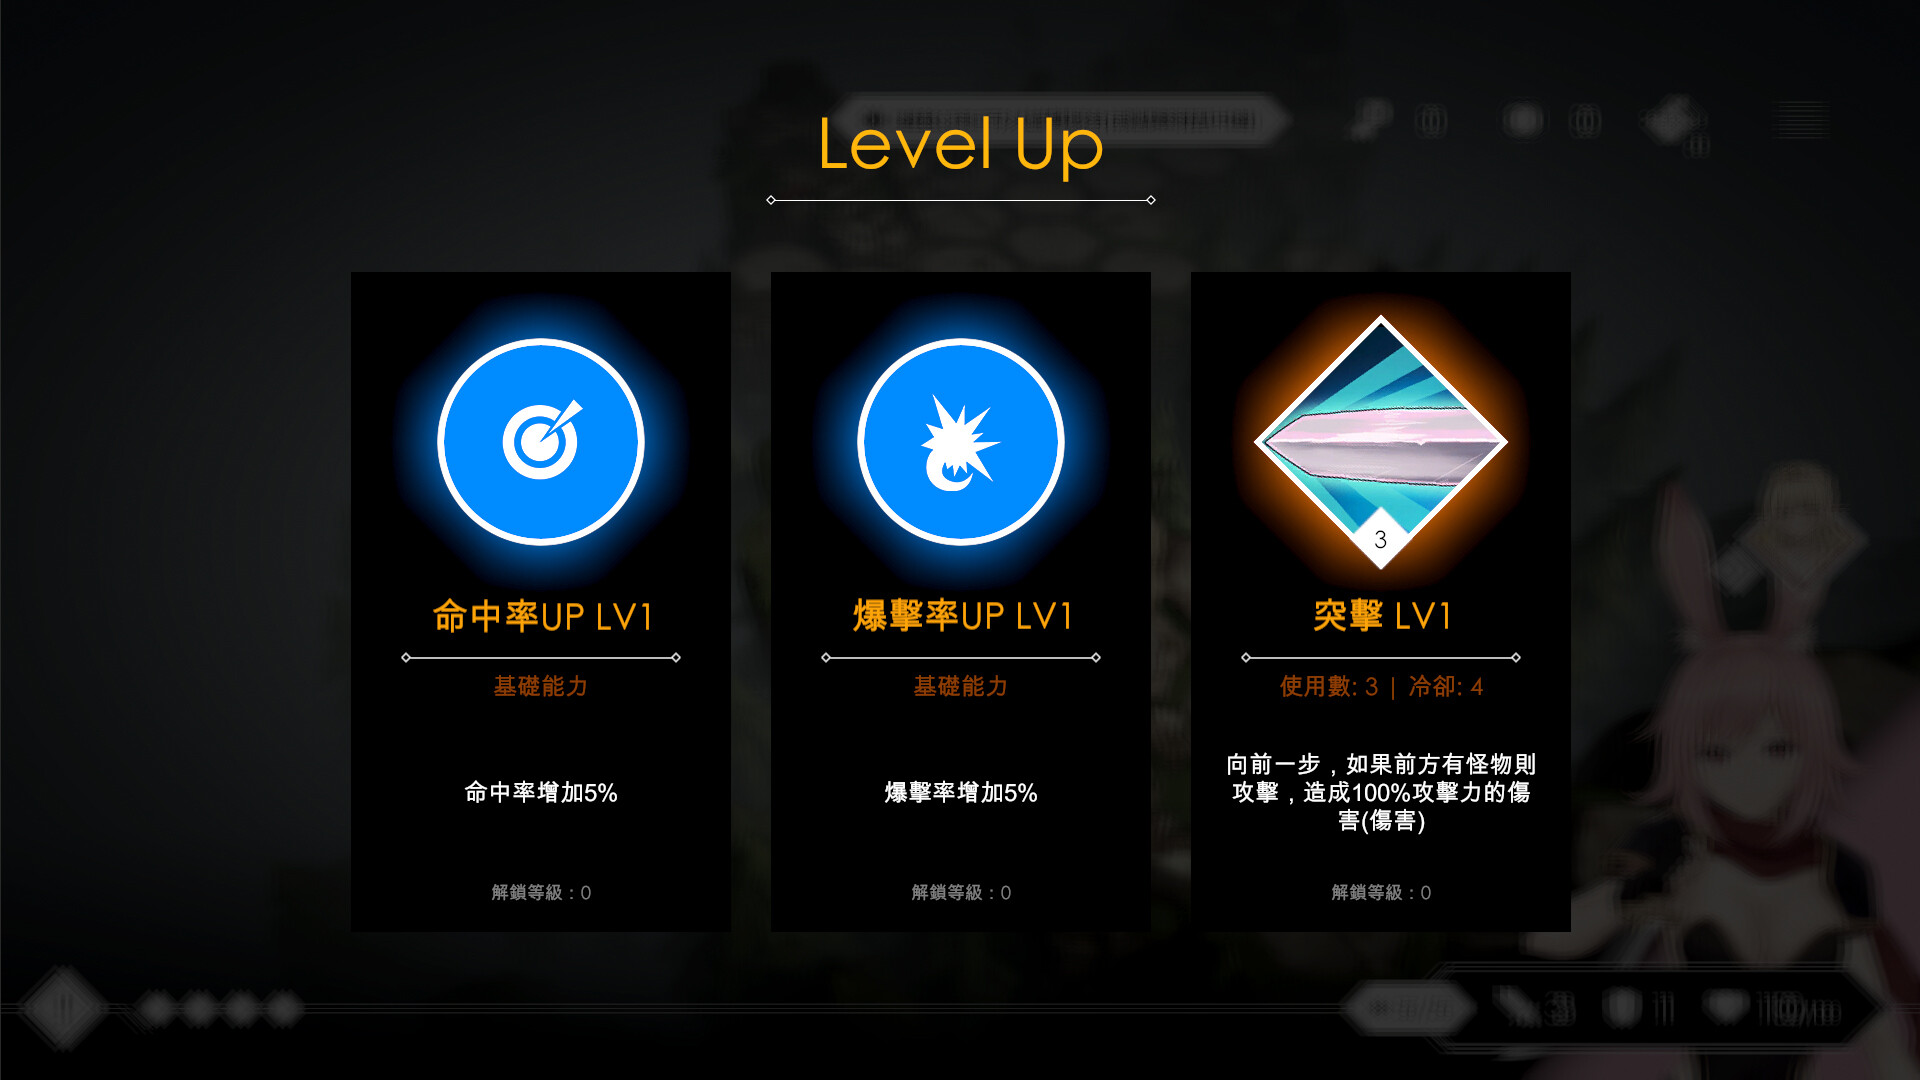 Level Up
命中率UP LV1
基礎能力
命中率增加5%
解鎖等級：0
爆擊率UP LV1
基礎能力
爆擊率增加5%
解鎖等級：0
3
突擊 LV1
使用數: 3 | 冷卻: 4
向前一步，如果前方有怪物則
攻擊，造成100%攻擊力的傷
害(傷害)
解鎖等級：0